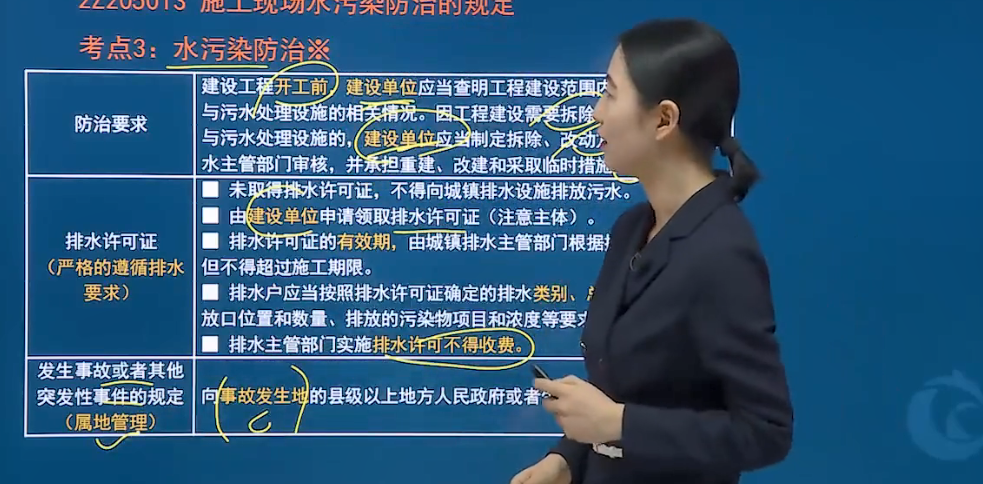 2Z205013 施工现场水污染防治的规定
考点3：水污染防治※
防治要求
建设工程开工前，建设单位应当查明工程建设范围内
与污水处理设施的相关情况。因工程建设需要拆除
与污水处理设施的，建设单位应当制定拆除、改动
水主管部门审核，并承担重建、改建和采取临时措施
排水许可证
（严格的遵循排水
要求）
■ 未取得排水许可证，不得向城镇排水设施排放污水。
■ 由建设单位申请领取排水许可证（注意主体）。
■ 排水许可证的有效期，由城镇排水主管部门根据
但不得超过施工期限。
■ 排水户应当按照排水许可证确定的排水类别、总
放口位置和数量、排放的污染物项目和浓度等要求
■ 排水主管部门实施排水许可不得收费。
发生事故或者其他
突发性事件的规定
（属地管理）
向事故发生地的县级以上地方人民政府或者